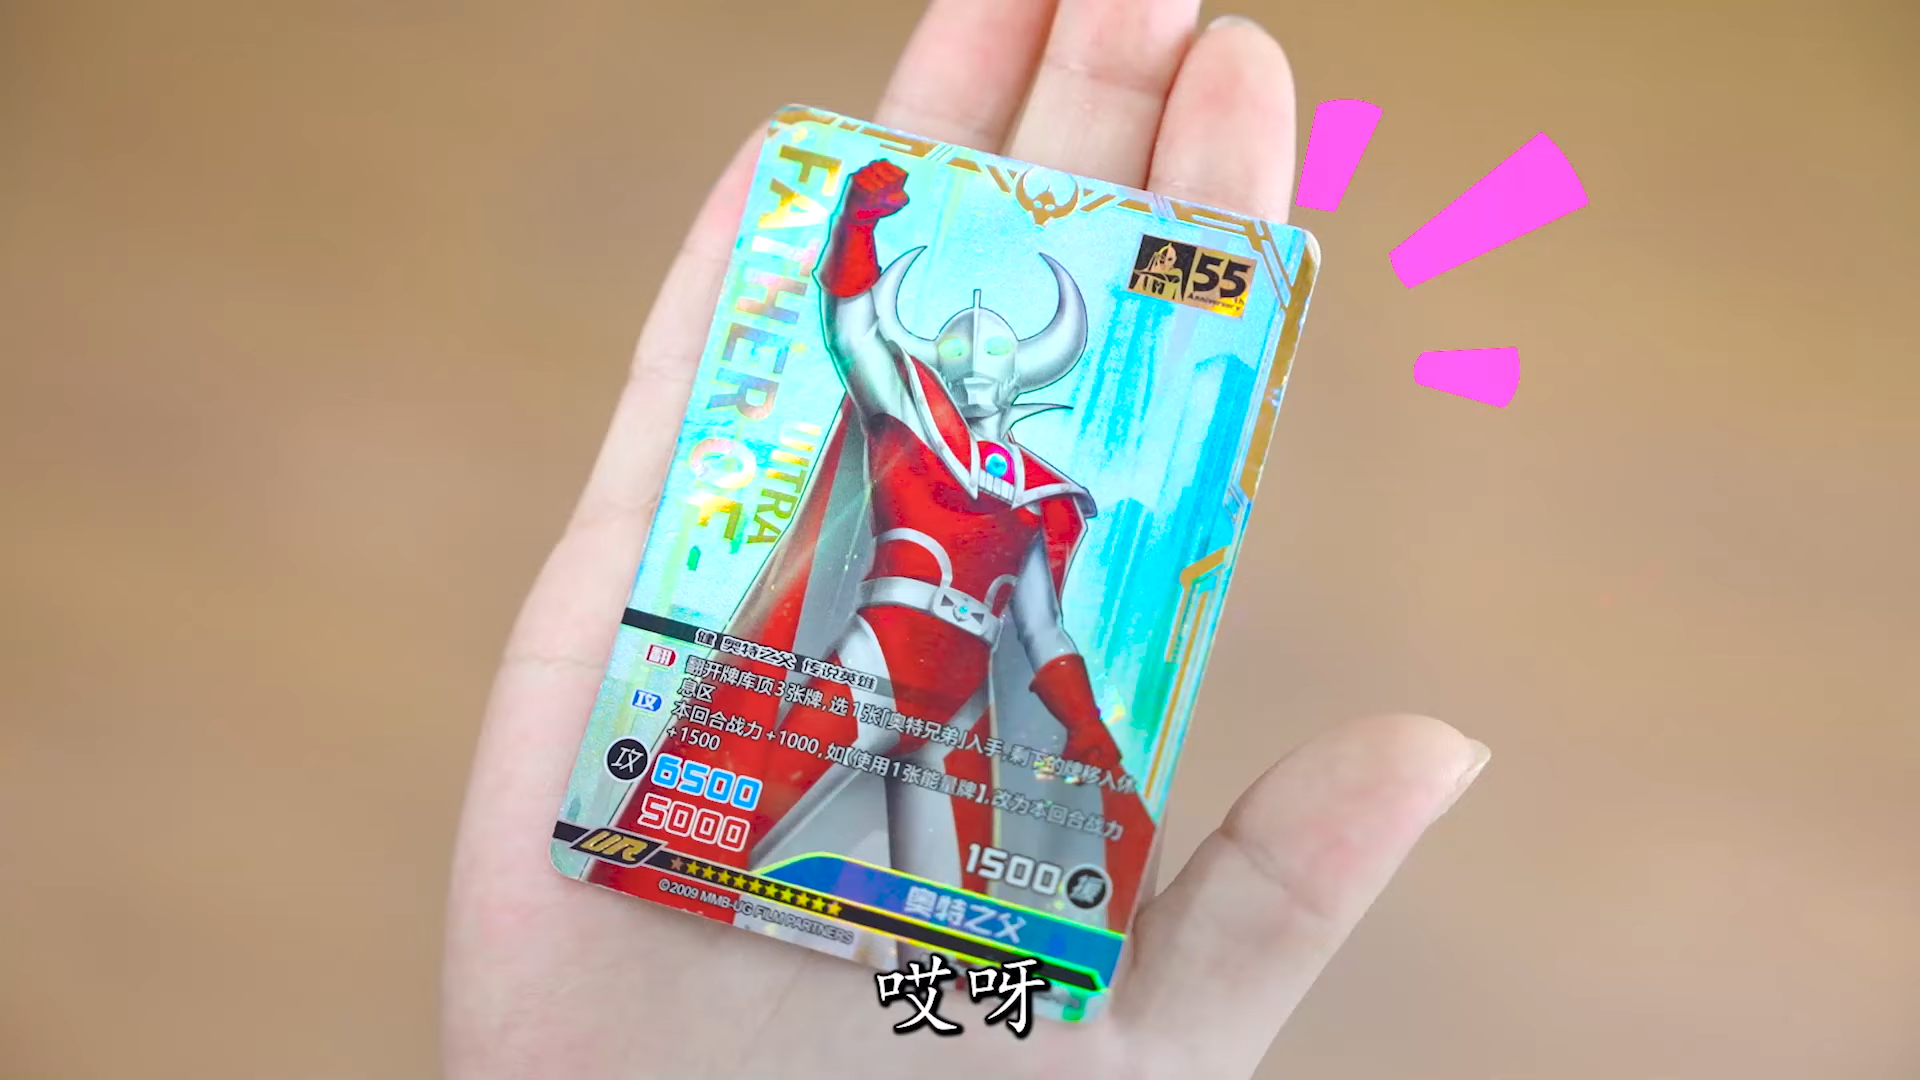 FATHER OF
ULTRA
55th
Anniversary
健 奥特之父 传说英雄
翻 翻开牌库顶3张牌,选1张「奥特兄弟」入手,剩下的牌移入休
息区
攻 本回合战力+1000,如【使用1张能量牌】,改为本回合战力
+1500
攻 6500
5000
1500 援
UR
奥特之父
©2009 MMB-UG FILM PARTNERS
哎呀